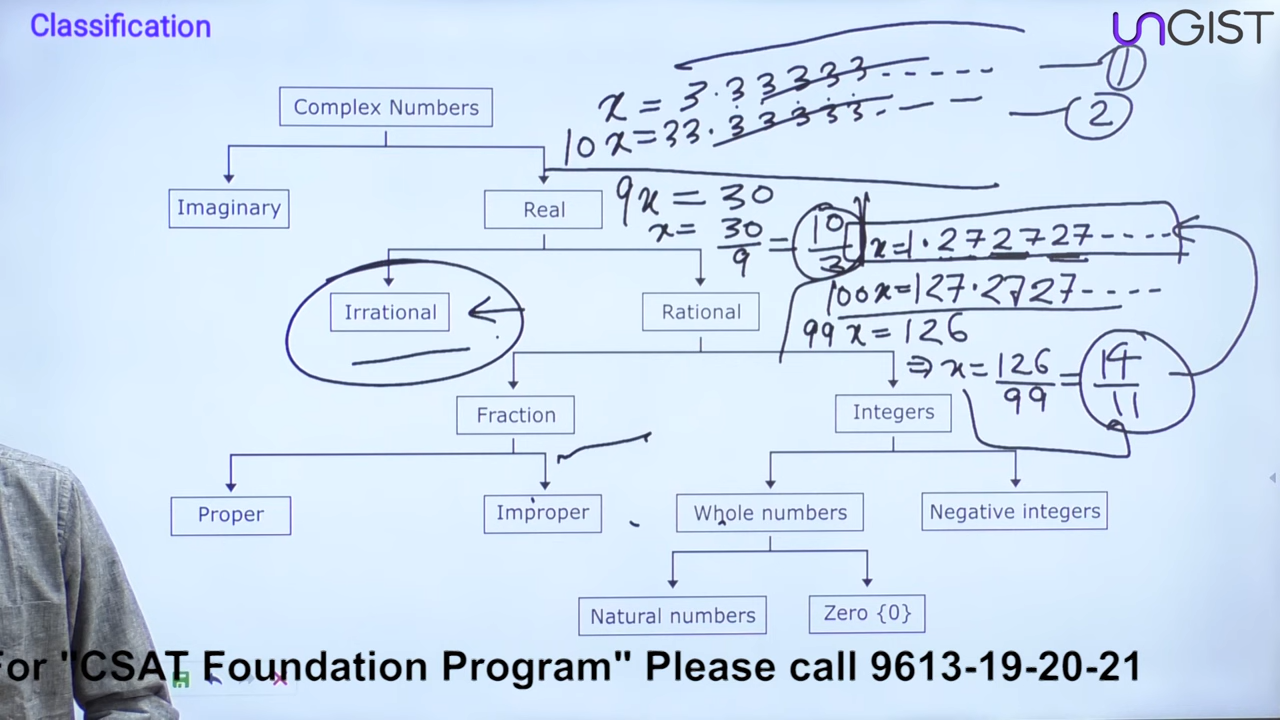 Classification
UNGIST
x = 3.33333------ ①
10x = 33.33333.--- ②
Complex Numbers
9x = 30
Imaginary
Real
x = 30/9 = 10/3
x = 1.272727----
100x = 127.2727----
Irrational
Rational
99x = 126
⇒ x = 126/99 = 14/11
Fraction
Integers
Proper
Improper
Whole numbers
Negative integers
Natural numbers
Zero {0}
For "CSAT Foundation Program" Please call 9613-19-20-21